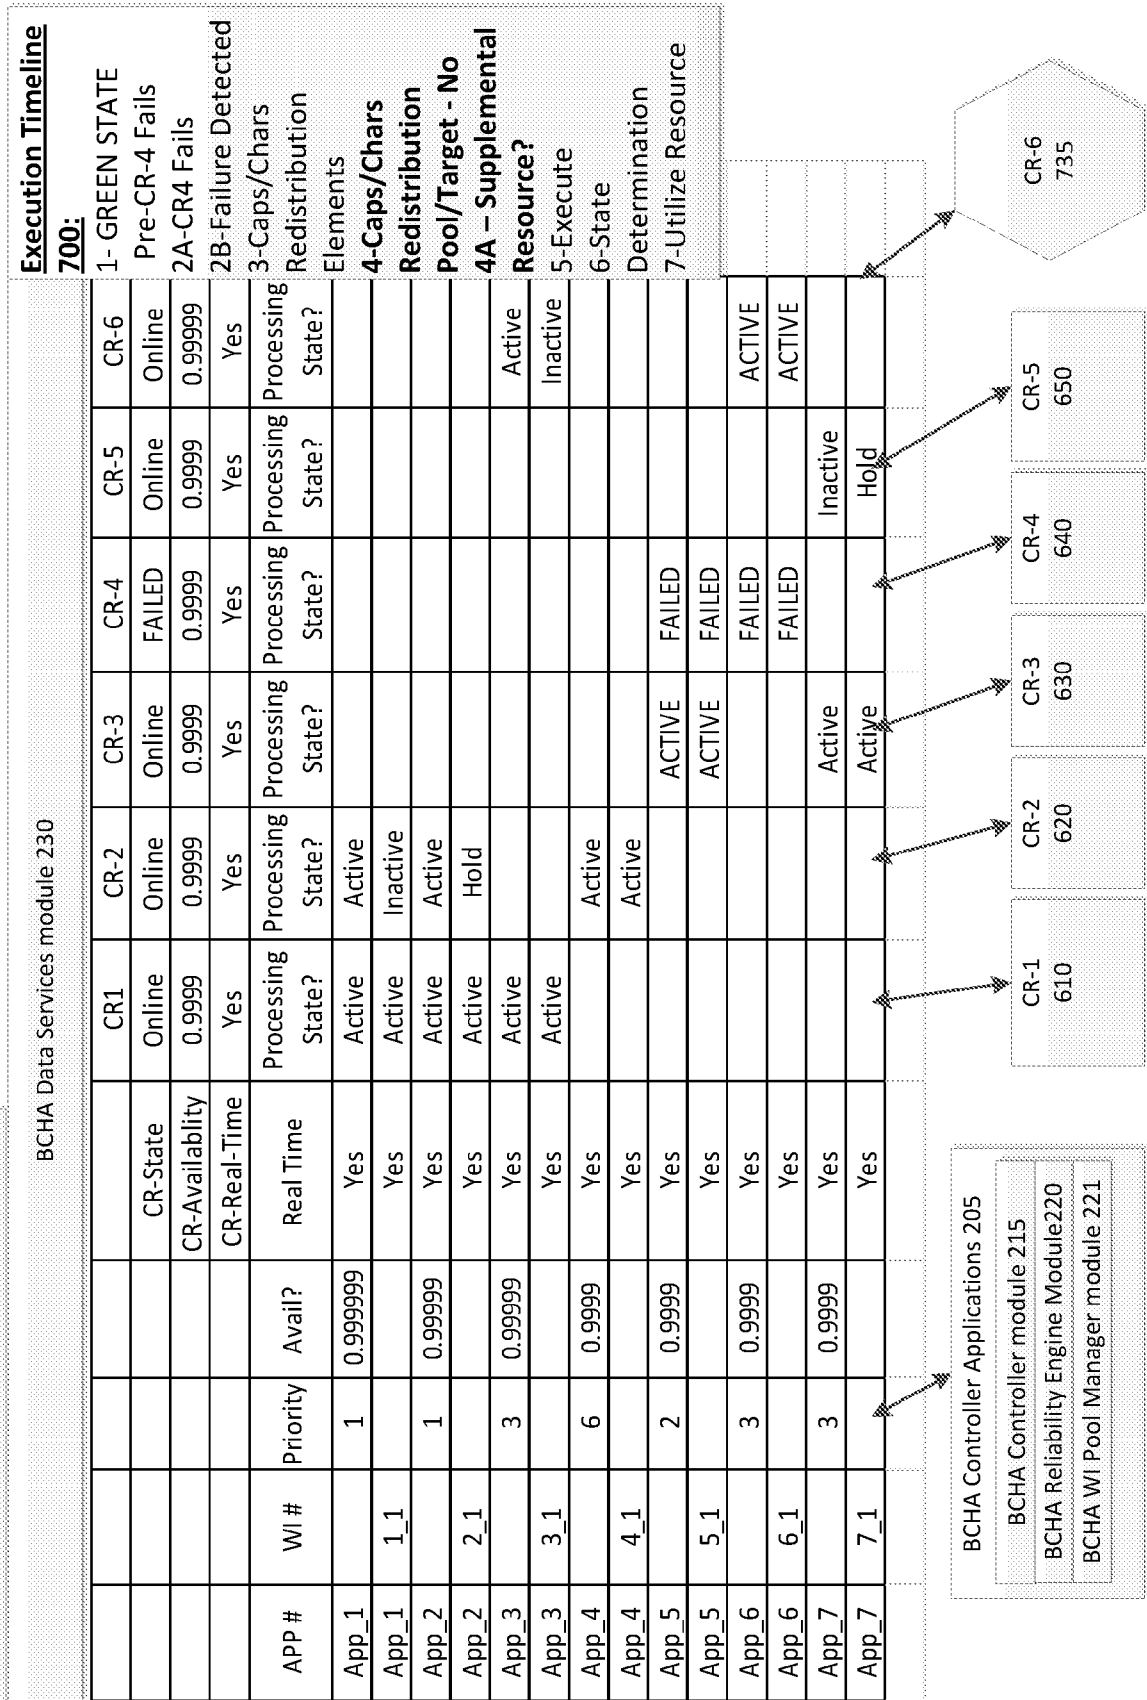 BCHA Data Services module 230
CR1 CR-2 CR-3 CR-4 CR-5 CR-6
CR-State Online Online Online FAILED Online Online
CR-Availablity 0.9999 0.9999 0.9999 0.9999 0.9999 0.99999
CR-Real-Time Yes Yes Yes Yes Yes Yes
APP # WI # Priority Avail? Real Time Processing State? Processing State? Processing State? Processing State? Processing State? Processing State?
App_1 1 0.999999 Yes Active Active
App_1 1_1 Yes Active Inactive
App_2 1 0.99999 Yes Active Active
App_2 2_1 Yes Active Hold
App_3 3 0.99999 Yes Active Active
App_3 3_1 Yes Active Inactive
App_4 6 0.9999 Yes Active
App_4 4_1 Yes Active
App_5 2 0.9999 Yes ACTIVE FAILED
App_5 5_1 Yes ACTIVE FAILED
App_6 3 0.9999 Yes FAILED ACTIVE
App_6 6_1 Yes FAILED ACTIVE
App_7 3 0.9999 Yes Active Inactive
App_7 7_1 Yes Active Hold
Execution Timeline
700:
1- GREEN STATE
Pre-CR-4 Fails
2A-CR4 Fails
2B-Failure Detected
3-Caps/Chars
Redistribution
Elements
4-Caps/Chars
Redistribution
Pool/Target - No
4A – Supplemental
Resource?
5-Execute
6-State
Determination
7-Utilize Resource
BCHA Controller Applications 205
BCHA Controller module 215
BCHA Reliability Engine Module220
BCHA WI Pool Manager module 221
CR-1
610
CR-2
620
CR-3
630
CR-4
640
CR-5
650
CR-6
735